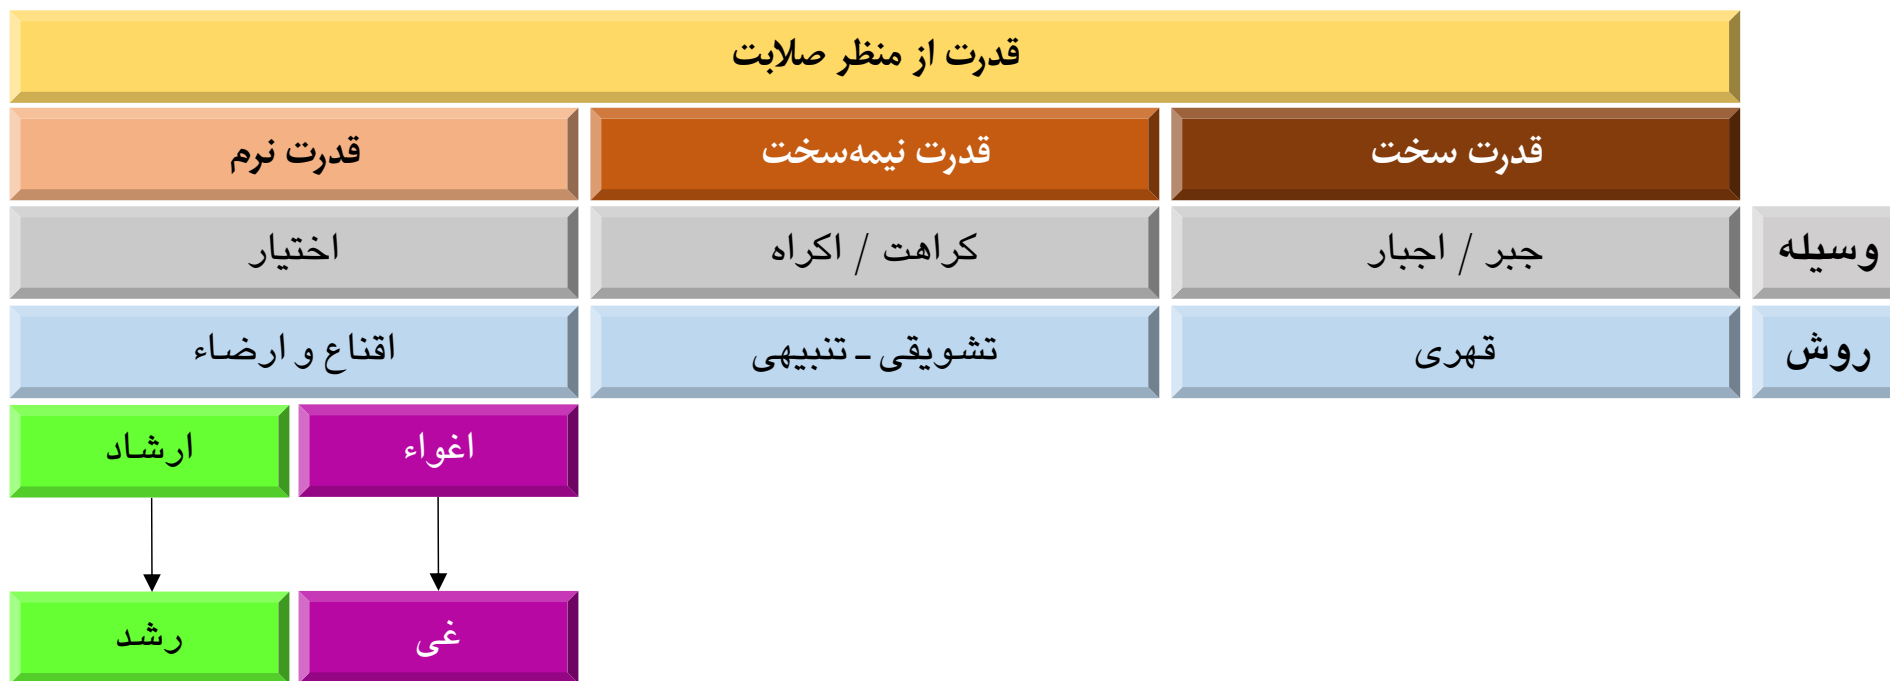 قدرت از منظر صلابت
قدرت سخت
قدرت نیمه‌سخت
قدرت نرم
وسیله
جبر / اجبار
کراهت / اکراه
اختیار
روش
قهری
تشویقی ـ تنبیهی
اقناع و ارضاء
اغواء
ارشاد
غی
رشد